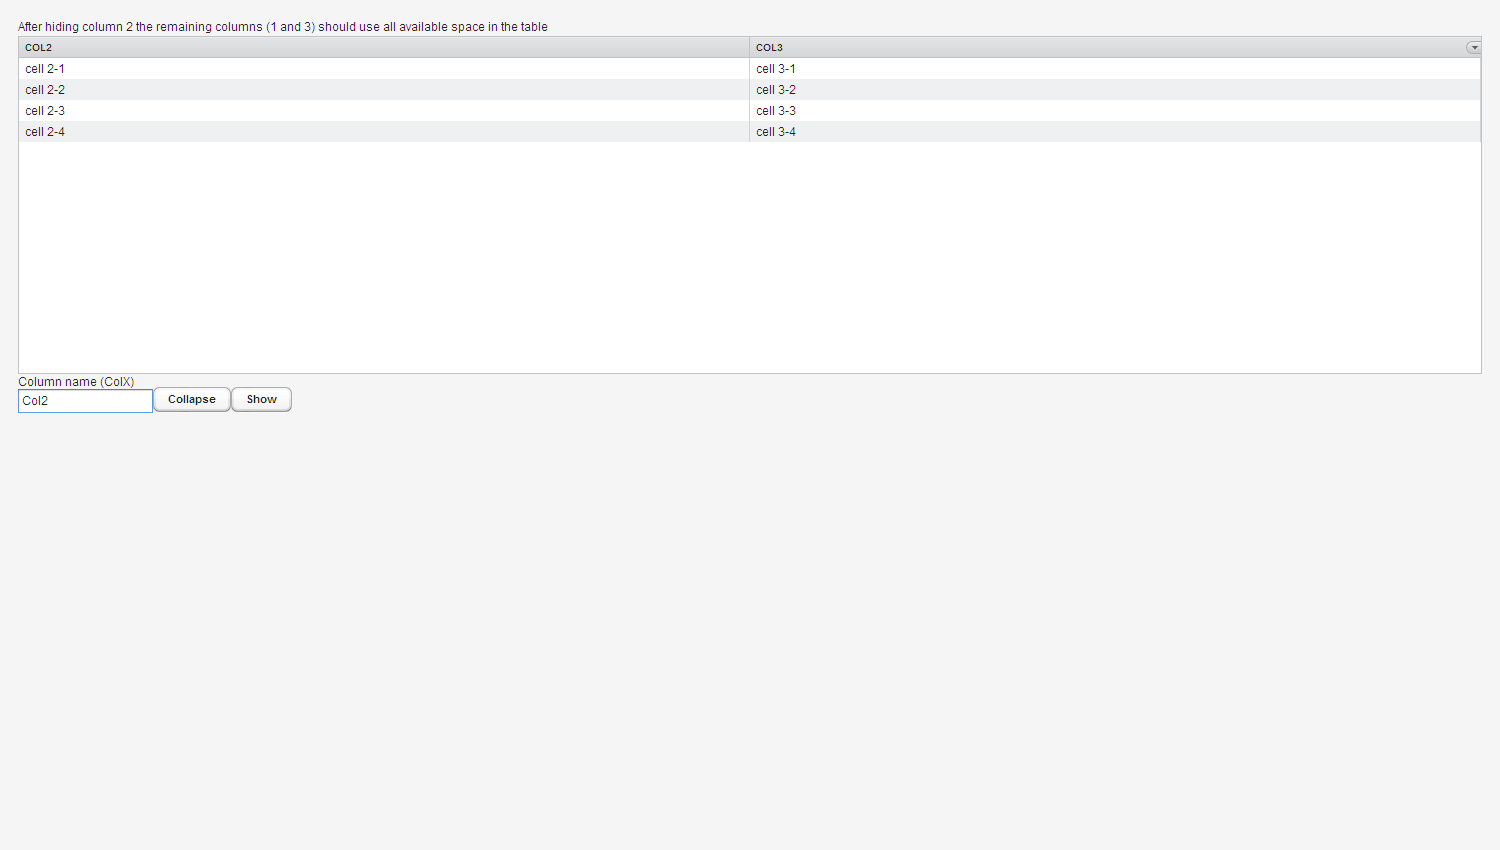 After hiding column 2 the remaining columns (1 and 3) should use all available space in the table
COL2 COL3
cell 2-1 cell 3-1
cell 2-2 cell 3-2
cell 2-3 cell 3-3
cell 2-4 cell 3-4
Column name (ColX)
Col2 Collapse Show